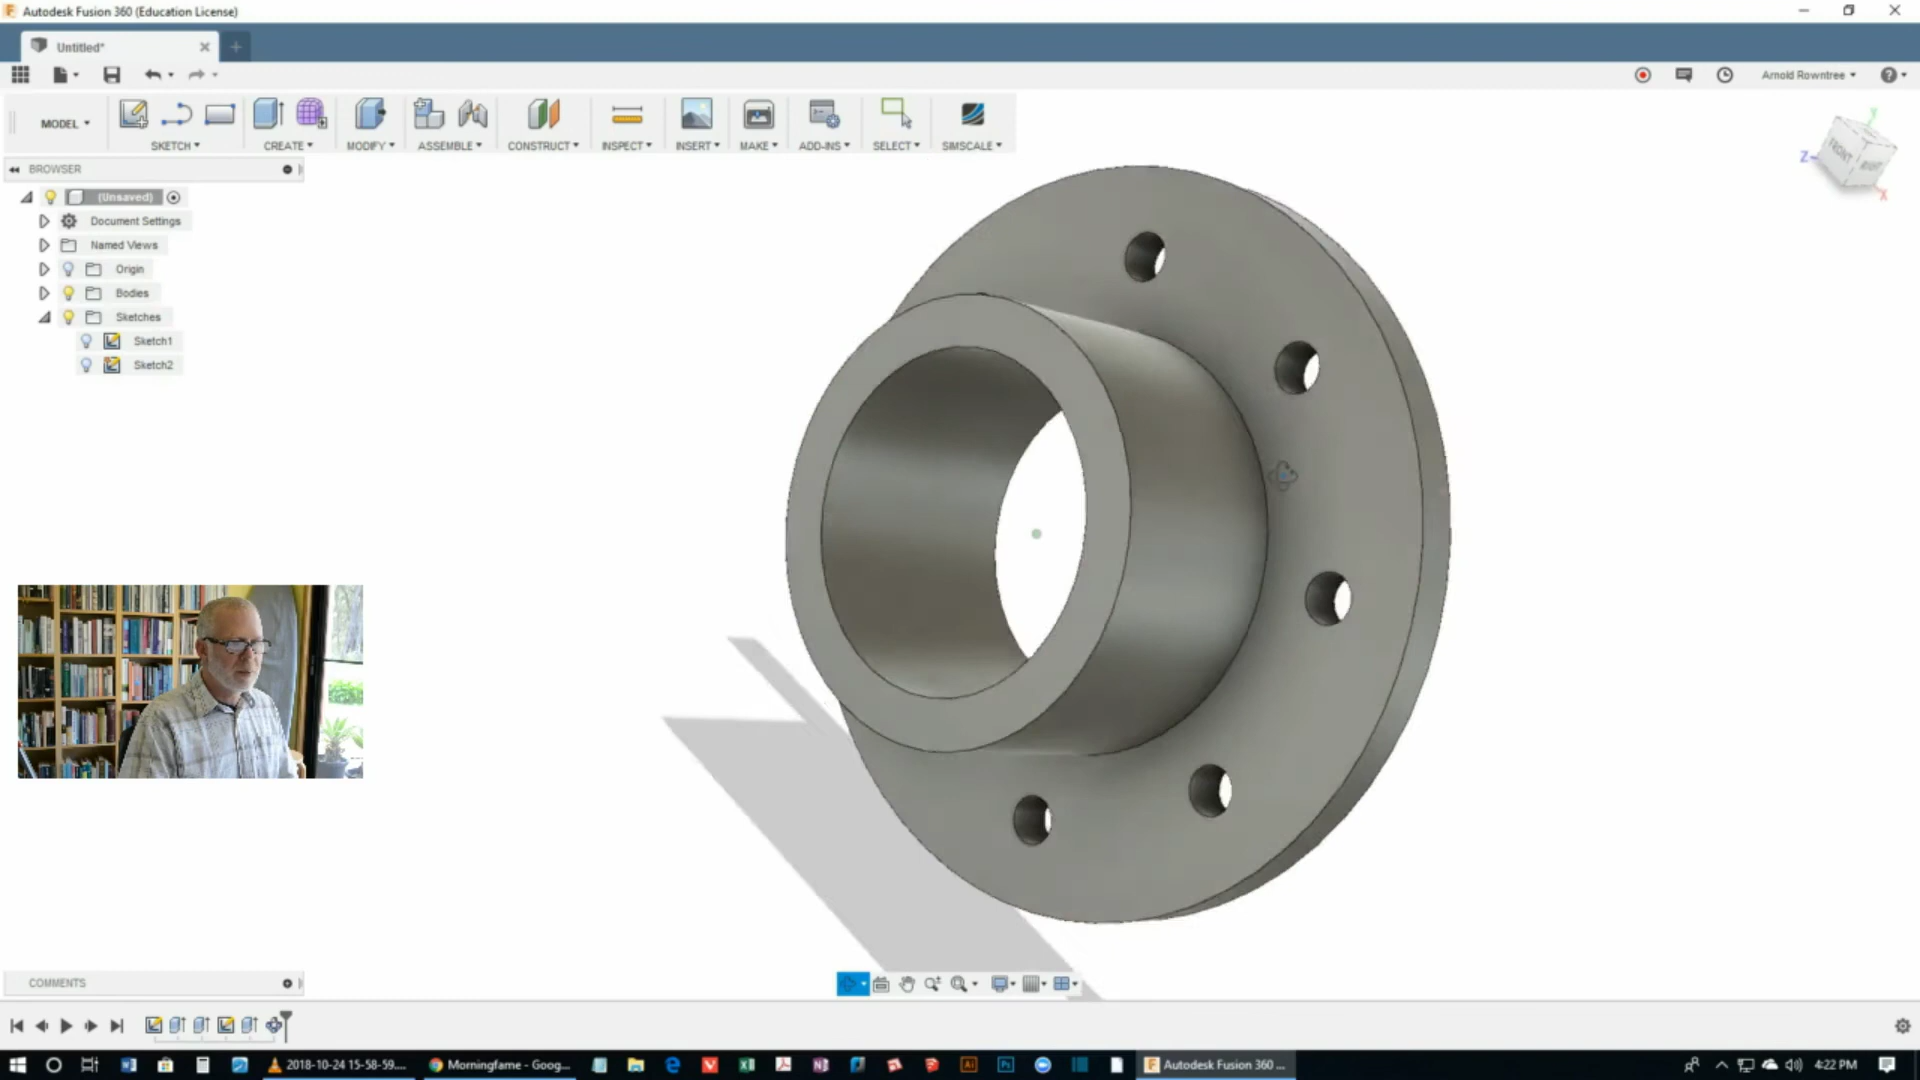 Autodesk Fusion 360 (Education License)
Untitled*
Arnold Rowntree
MODEL
SKETCH
CREATE
MODIFY
ASSEMBLE
CONSTRUCT
INSPECT
INSERT
MAKE
ADD-INS
SELECT
SIMSCALE
BROWSER
(Unsaved)
Document Settings
Named Views
Origin
Bodies
Sketches
Sketch1
Sketch2
Y
FRONT
RIGHT
Z
X
COMMENTS
2018-10-24 15-58-59....
Morningfame - Goog...
Autodesk Fusion 360 ...
4:22 PM